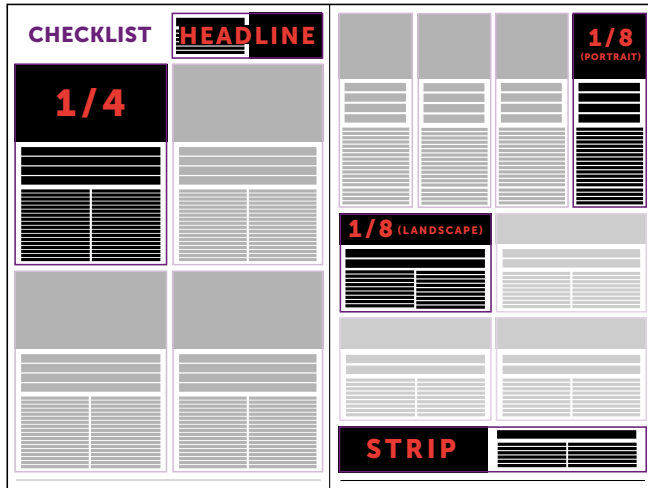 CHECKLIST
HEADLINE
1/4
1/8
(PORTRAIT)
1/8 (LANDSCAPE)
STRIP